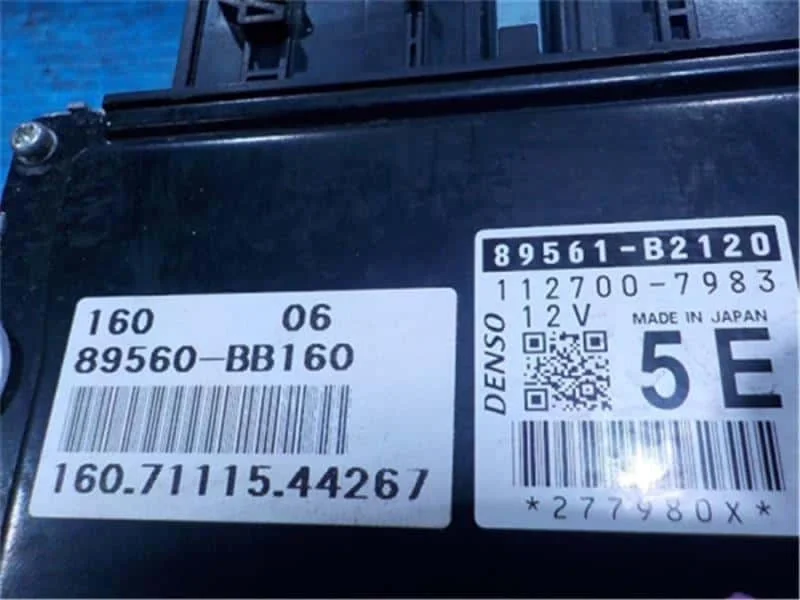 160 06
89560-BB160
160.71115.44267
89561-B2120
112700-7983
12V MADE IN JAPAN
DENSO
5E
*277980X*